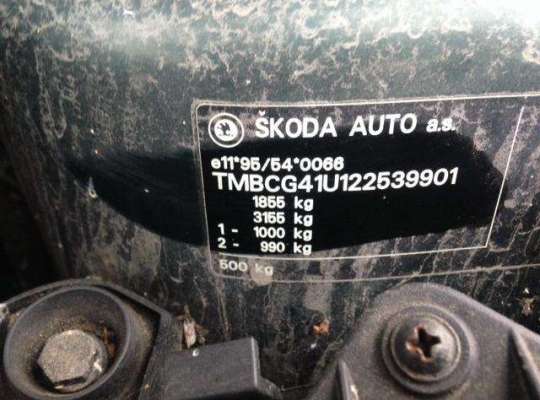 ŠKODA AUTO a.s.
e11*95/54*0066
TMBCG41U122539901
1855 kg
3155 kg
1 - 1000 kg
2 - 990 kg
500 kg